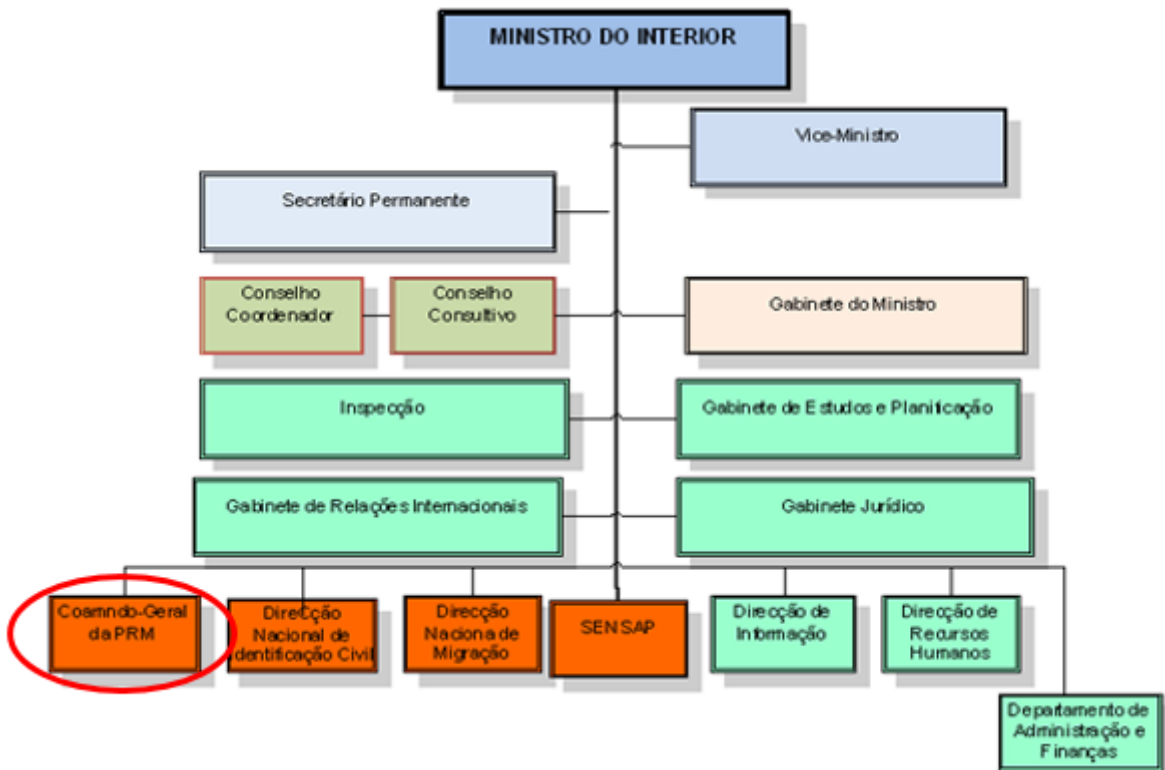 MINISTRO DO INTERIOR
Vice-Ministro
Secretário Permanente
Conselho
Coordenador
Conselho
Consultivo
Gabinete do Ministro
Inspecção
Gabinete de Estudos e Planificação
Gabinete de Relações Internacionais
Gabinete Jurídico
Coamndo-Geral
da PRM
Direcção
Nacional de
Identificação Civil
Direcção
Naciona de
Migração
SENSAP
Direcção de
Informação
Direcção de
Recursos
Humanos
Departamento de
Administração e
Finanças